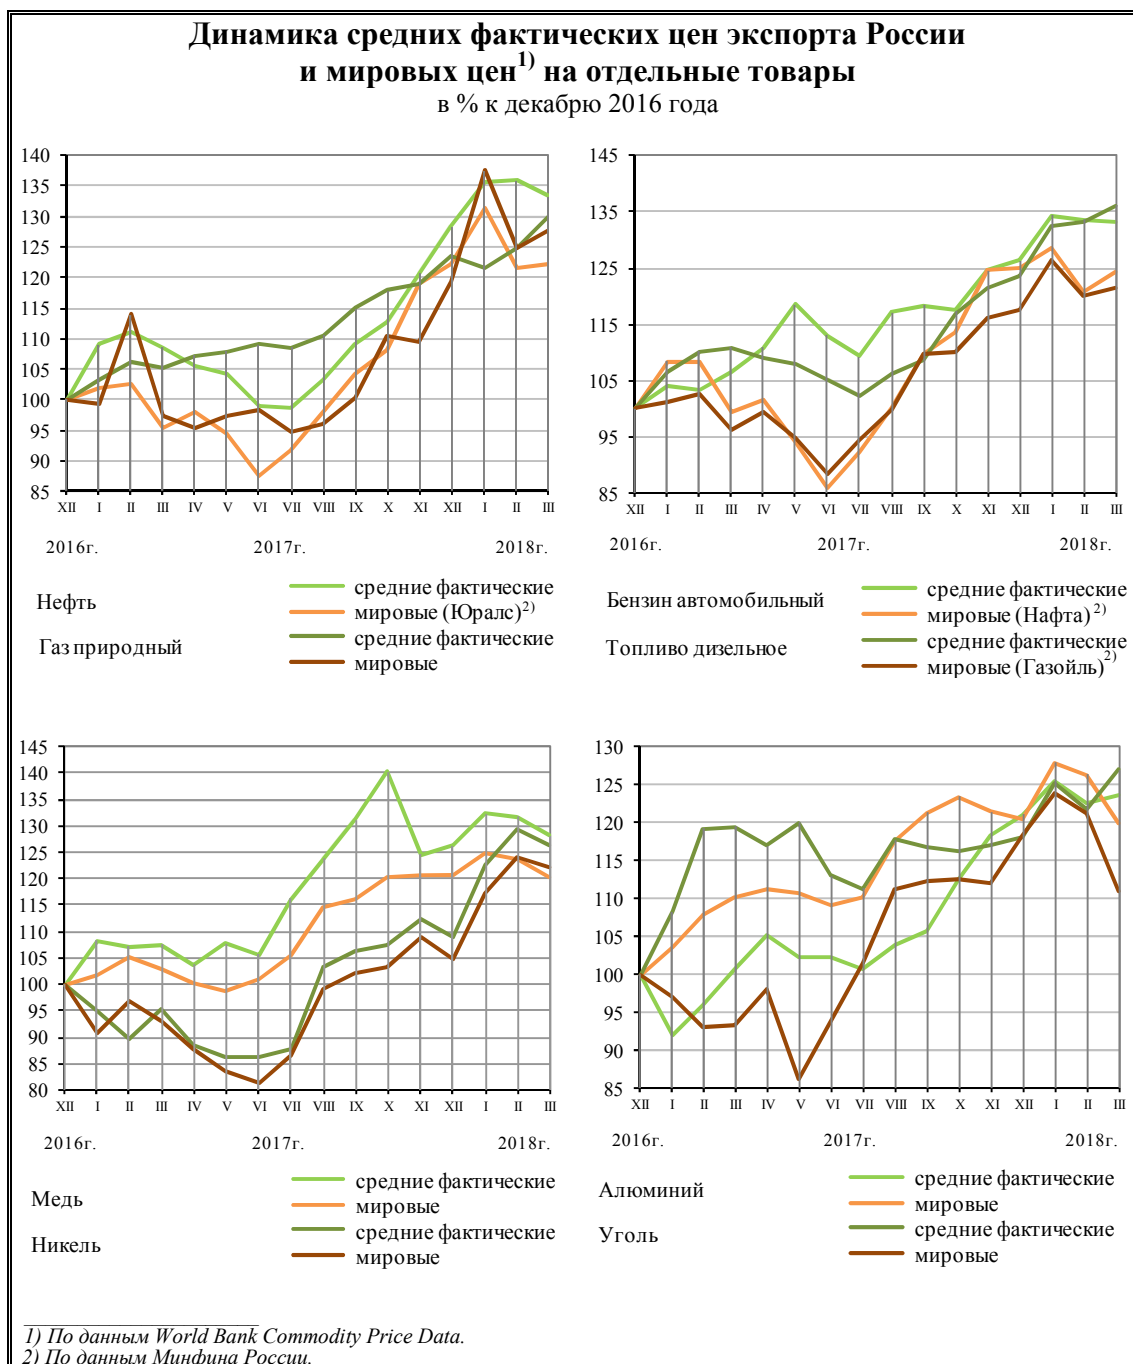 Динамика средних фактических цен экспорта России
и мировых цен1) на отдельные товары
в % к декабрю 2016 года
140
135
130
125
120
115
110
105
100
95
90
85
XII I II III IV V VI VII VIII IX X XI XII I II III
2016г. 2017г. 2018г.
Нефть
средние фактические
мировые (Юралс)2)
Газ природный
средние фактические
мировые
145
135
125
115
105
95
85
XII I II III IV V VI VII VIII IX X XI XII I II III
2016г. 2017г. 2018г.
Бензин автомобильный
средние фактические
мировые (Нафта)2)
Топливо дизельное
средние фактические
мировые (Газойль)2)
145
140
135
130
125
120
115
110
105
100
95
90
85
80
XII I II III IV V VI VII VIII IX X XI XII I II III
2016г. 2017г. 2018г.
Медь
средние фактические
мировые
Никель
средние фактические
мировые
130
125
120
115
110
105
100
95
90
85
XII I II III IV V VI VII VIII IX X XI XII I II III
2016г. 2017г. 2018г.
Алюминий
средние фактические
мировые
Уголь
средние фактические
мировые
1) По данным World Bank Commodity Price Data.
2) По данным Минфина России.